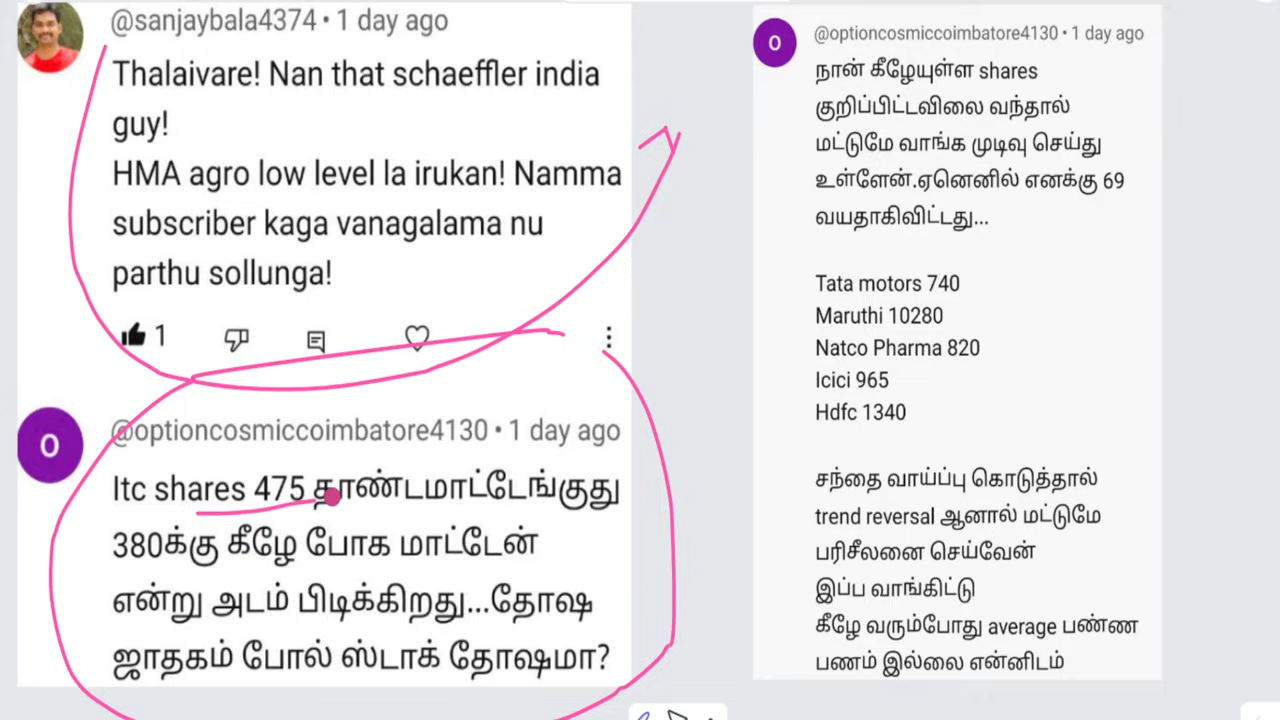 @sanjaybala4374 • 1 day ago
Thalaivare! Nan that schaeffler india
guy!
HMA agro low level la irukan! Namma
subscriber kaga vanagalama nu
parthu sollunga!
1
O
@optioncosmiccoimbatore4130 • 1 day ago
Itc shares 475 தாண்டமாட்டேங்குது
380க்கு கீழே போக மாட்டேன்
என்று அடம் பிடிக்கிறது...தோஷ
ஜாதகம் போல் ஸ்டாக் தோஷமா?
O
@optioncosmiccoimbatore4130 • 1 day ago
நான் கீழேயுள்ள shares
குறிப்பிட்டவிலை வந்தால்
மட்டுமே வாங்க முடிவு செய்து
உள்ளேன்.ஏனெனில் எனக்கு 69
வயதாகிவிட்டது...
Tata motors 740
Maruthi 10280
Natco Pharma 820
Icici 965
Hdfc 1340
சந்தை வாய்ப்பு கொடுத்தால்
trend reversal ஆனால் மட்டுமே
பரிசீலனை செய்வேன்
இப்ப வாங்கிட்டு
கீழே வரும்போது average பண்ண
பணம் இல்லை என்னிடம்